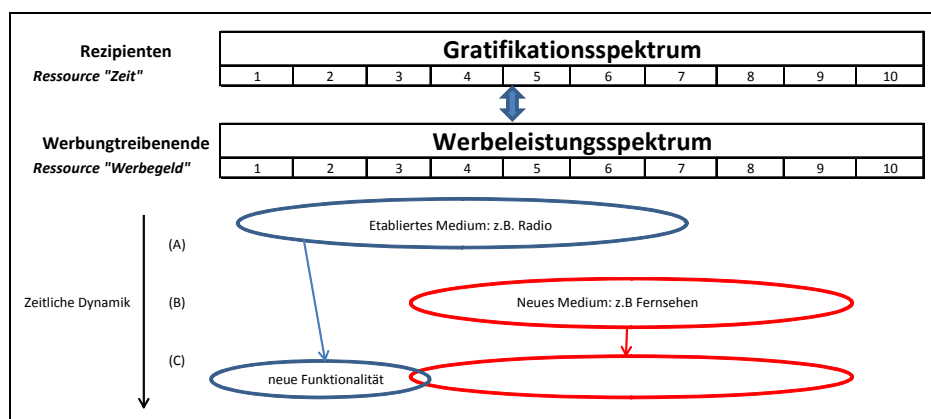 Rezipienten Gratifikationsspektrum
Ressource "Zeit" 1 2 3 4 5 6 7 8 9 10
Werbungtreibende Werbeleistungsspektrum
Ressource "Werbegeld" 1 2 3 4 5 6 7 8 9 10
Etabliertes Medium: z.B. Radio
(A)
Zeitliche Dynamik (B) Neues Medium: z.B Fernsehen
(C)
neue Funktionalität